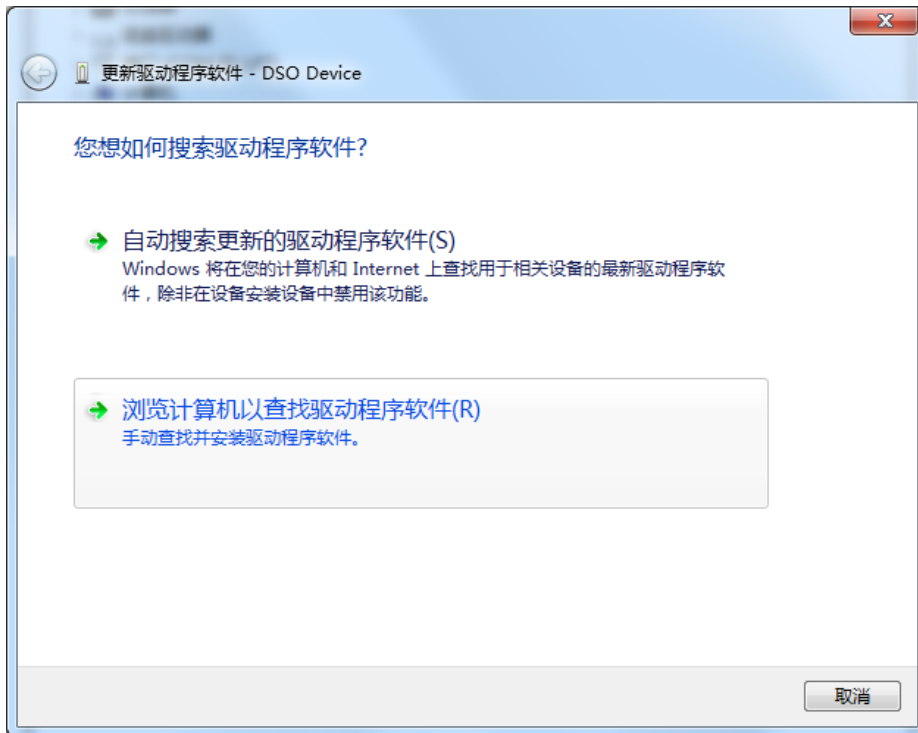 更新驱动程序软件 - DSO Device
您想如何搜索驱动程序软件?
自动搜索更新的驱动程序软件(S)
Windows 将在您的计算机和 Internet 上查找用于相关设备的最新驱动程序软
件，除非在设备安装设备中禁用该功能。
浏览计算机以查找驱动程序软件(R)
手动查找并安装驱动程序软件。
取消